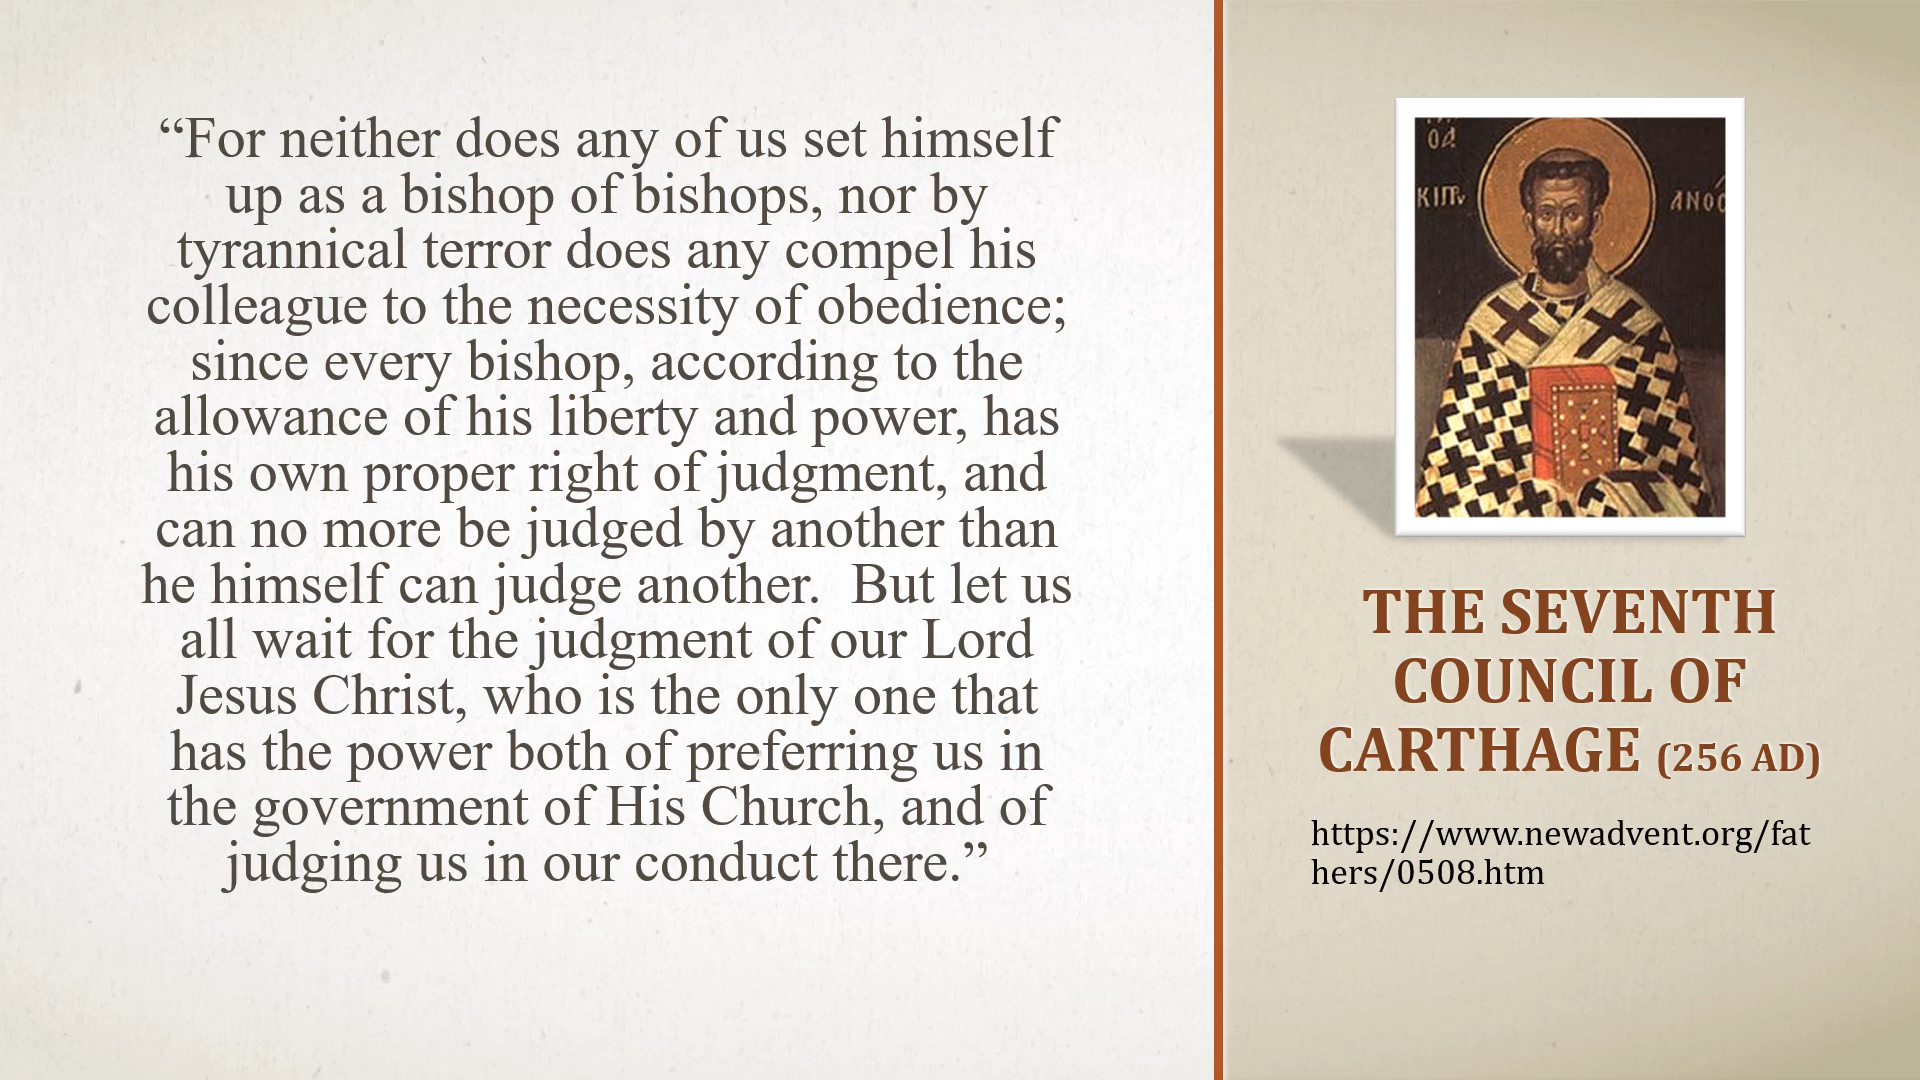 “For neither does any of us set himself
up as a bishop of bishops, nor by
tyrannical terror does any compel his
colleague to the necessity of obedience;
since every bishop, according to the
allowance of his liberty and power, has
his own proper right of judgment, and
can no more be judged by another than
he himself can judge another.  But let us
all wait for the judgment of our Lord
Jesus Christ, who is the only one that
has the power both of preferring us in
the government of His Church, and of
judging us in our conduct there.”
ΚΙΠν ΑΝΟС
THE SEVENTH
COUNCIL OF
CARTHAGE (256 AD)
https://www.newadvent.org/fat
hers/0508.htm